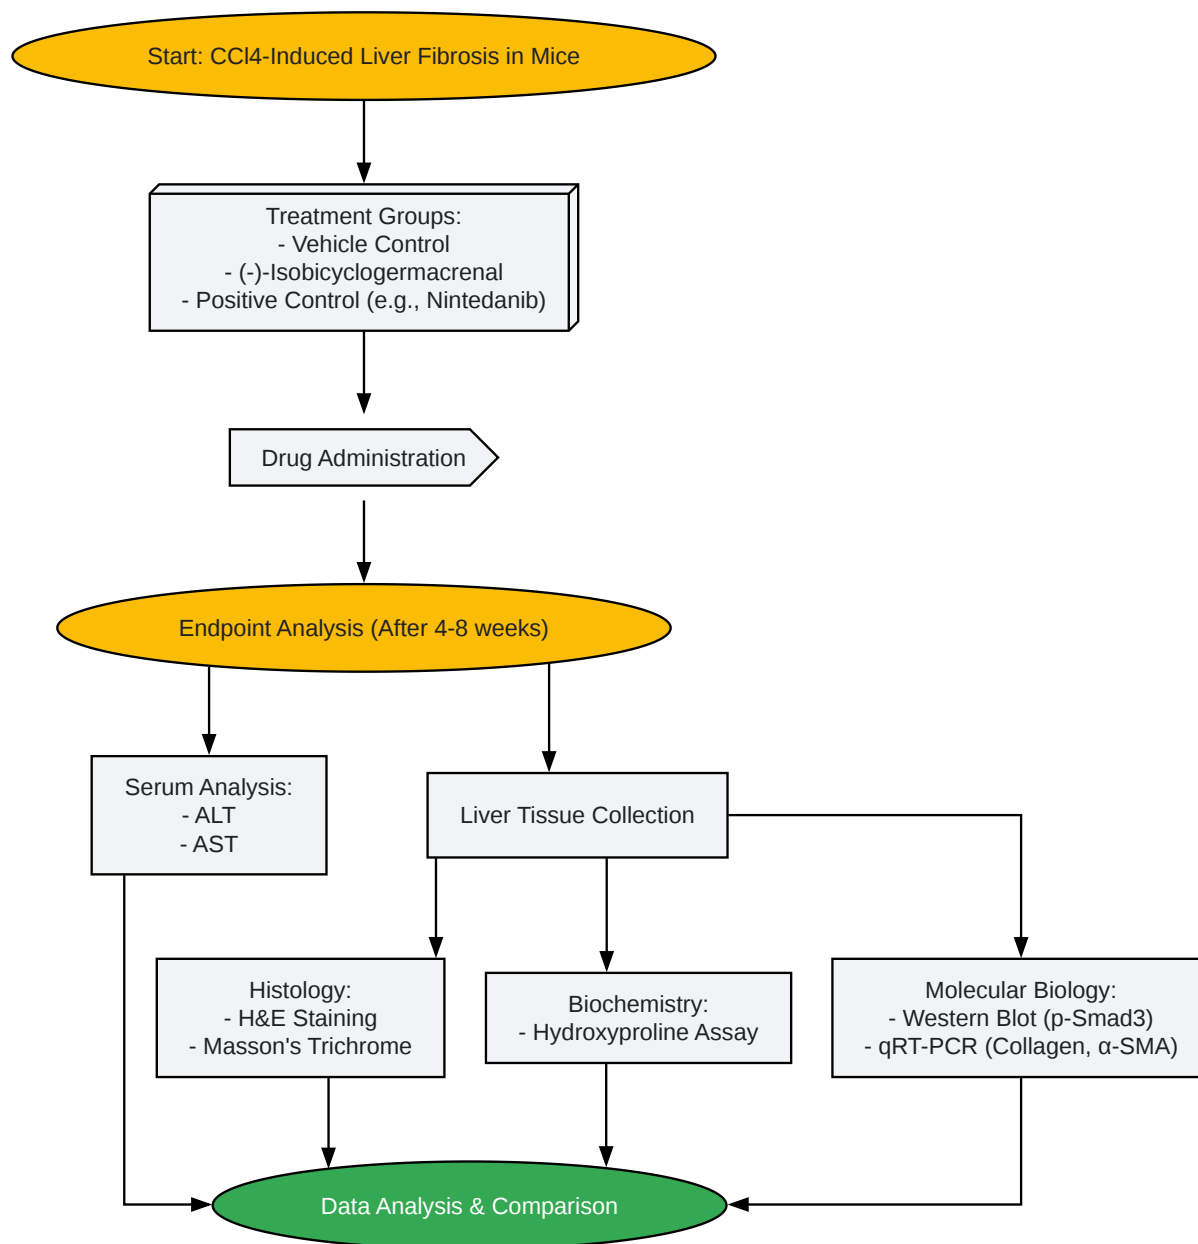 Start: CCl4-Induced Liver Fibrosis in Mice
Treatment Groups:
- Vehicle Control
- (-)-Isobicyclogermacrenal
- Positive Control (e.g., Nintedanib)
Drug Administration
Endpoint Analysis (After 4-8 weeks)
Serum Analysis:
- ALT
- AST
Liver Tissue Collection
Histology:
- H&E Staining
- Masson's Trichrome
Biochemistry:
- Hydroxyproline Assay
Molecular Biology:
- Western Blot (p-Smad3)
- qRT-PCR (Collagen, α-SMA)
Data Analysis & Comparison